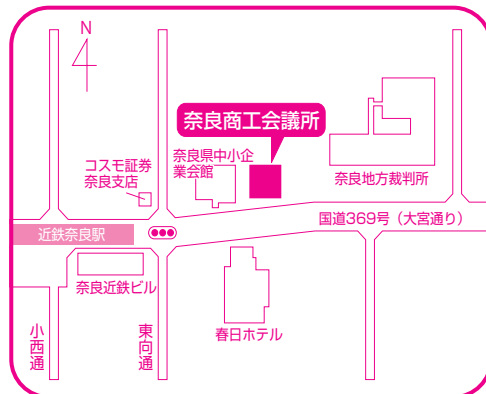 N
奈良商工会議所
奈良県中小企
業会館
コスモ証券
奈良支店
奈良地方裁判所
国道369号（大宮通り）
近鉄奈良駅
奈良近鉄ビル
春日ホテル
小西通
東向通